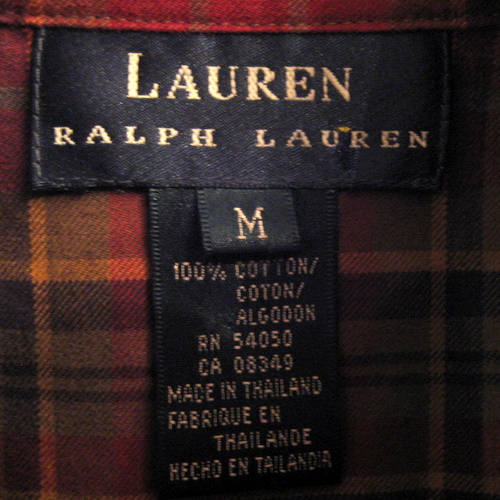 LAUREN
RALPH LAUREN
M
100% COTTON/
COTON/
ALGODON
RN 54050
CA 08349
MADE IN THAILAND
FABRIQUE EN
THAILANDE
HECHO EN TAILANDIA